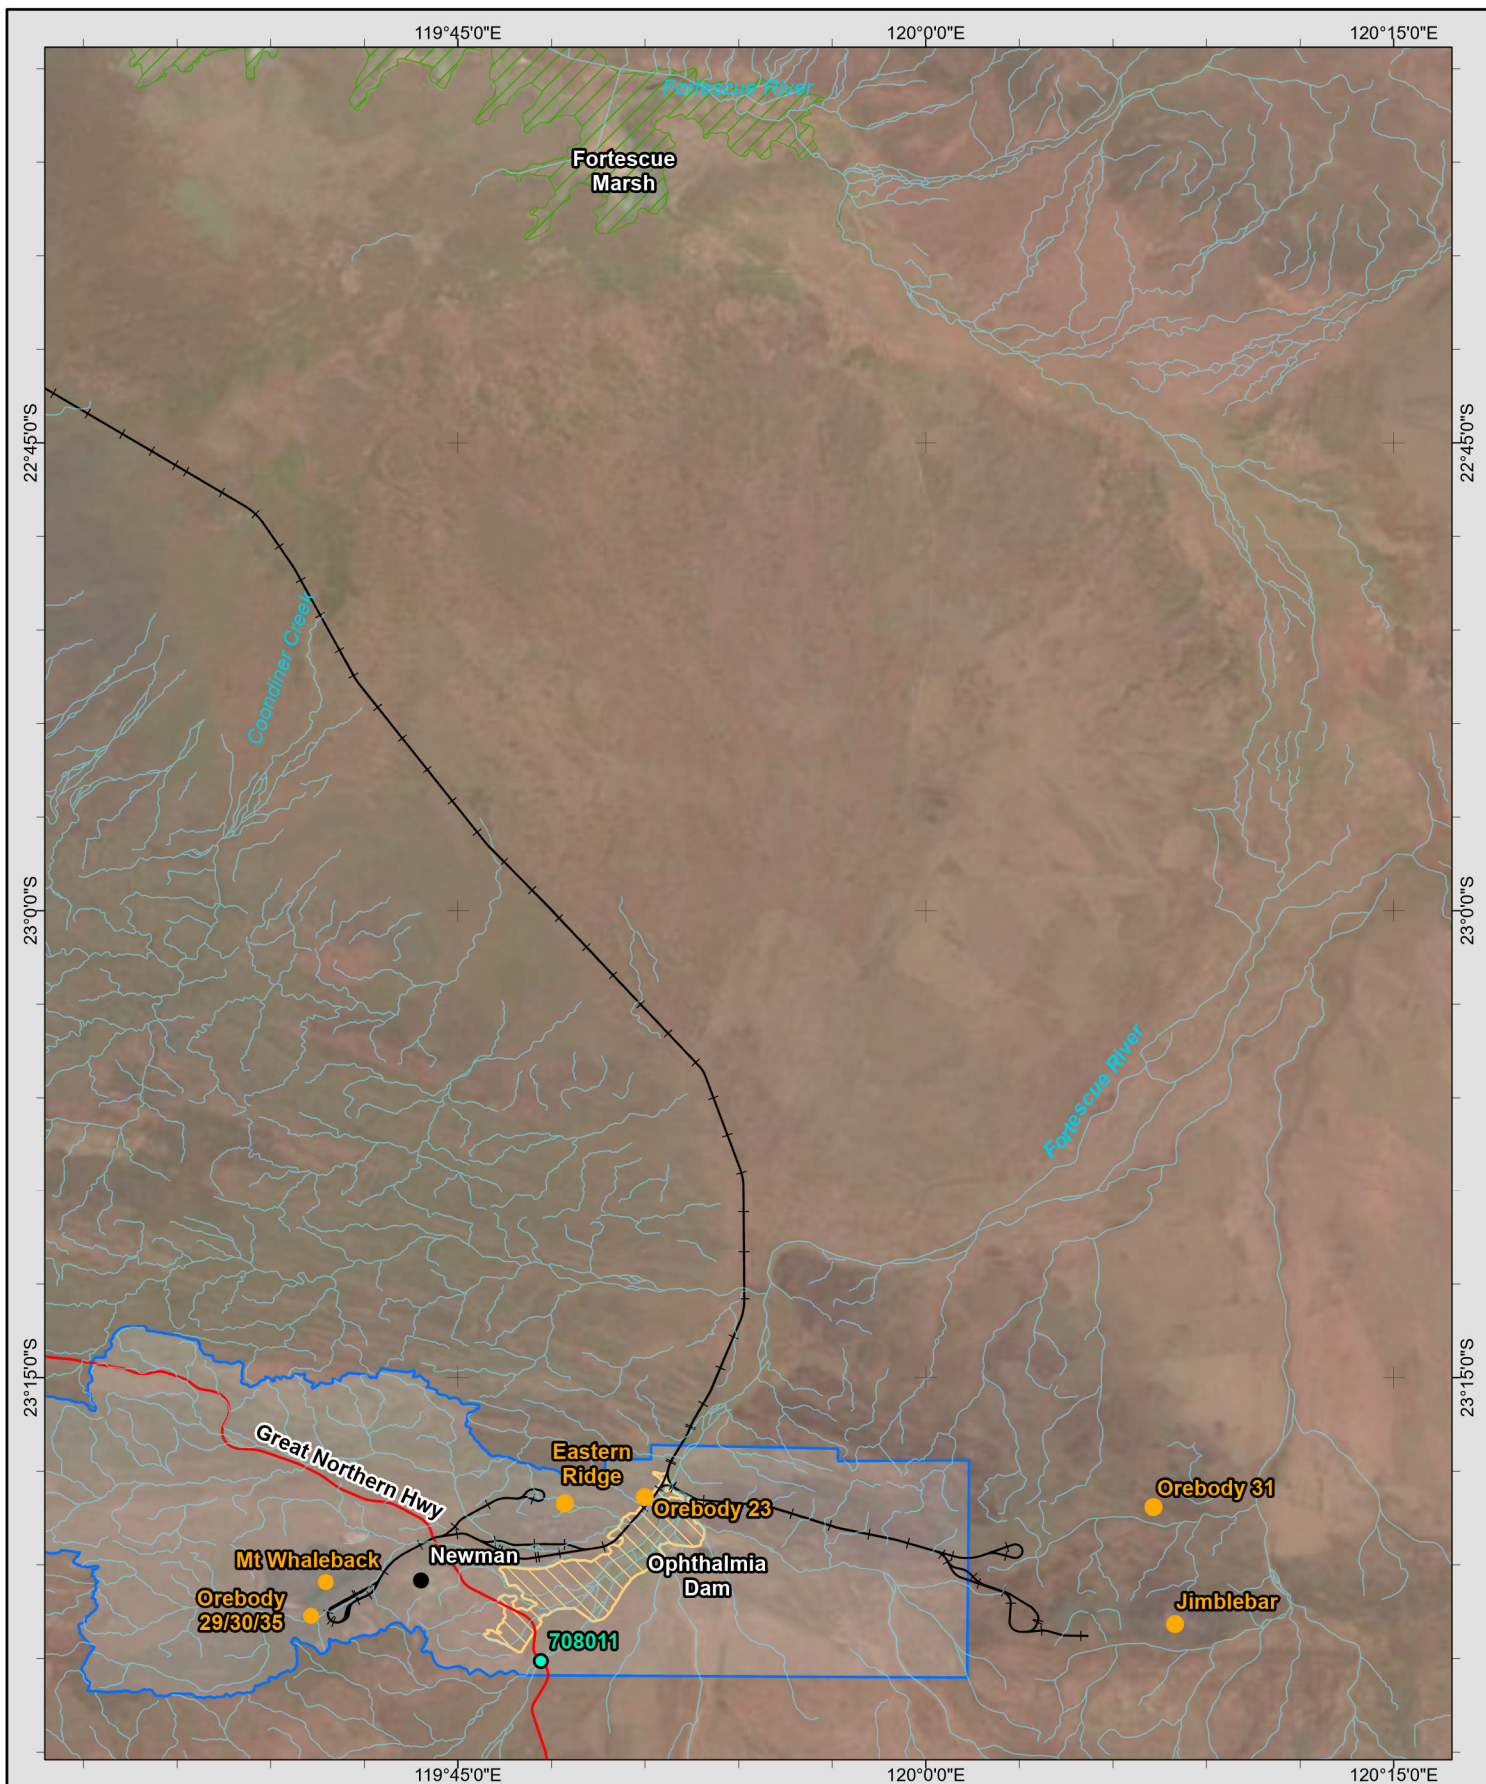 119°45'0"E
120°0'0"E
120°15'0"E
Fortescue River
Fortescue
Marsh
22°45'0"S
22°45'0"S
Coondiner Creek
23°0'0"S
23°0'0"S
Fortescue River
23°15'0"S
23°15'0"S
Great Northern Hwy
Eastern
Ridge
Orebody 23
Orebody 31
Mt Whaleback
Newman
Ophthalmia
Dam
Orebody
29/30/35
Jimblebar
708011
119°45'0"E
120°0'0"E
120°15'0"E